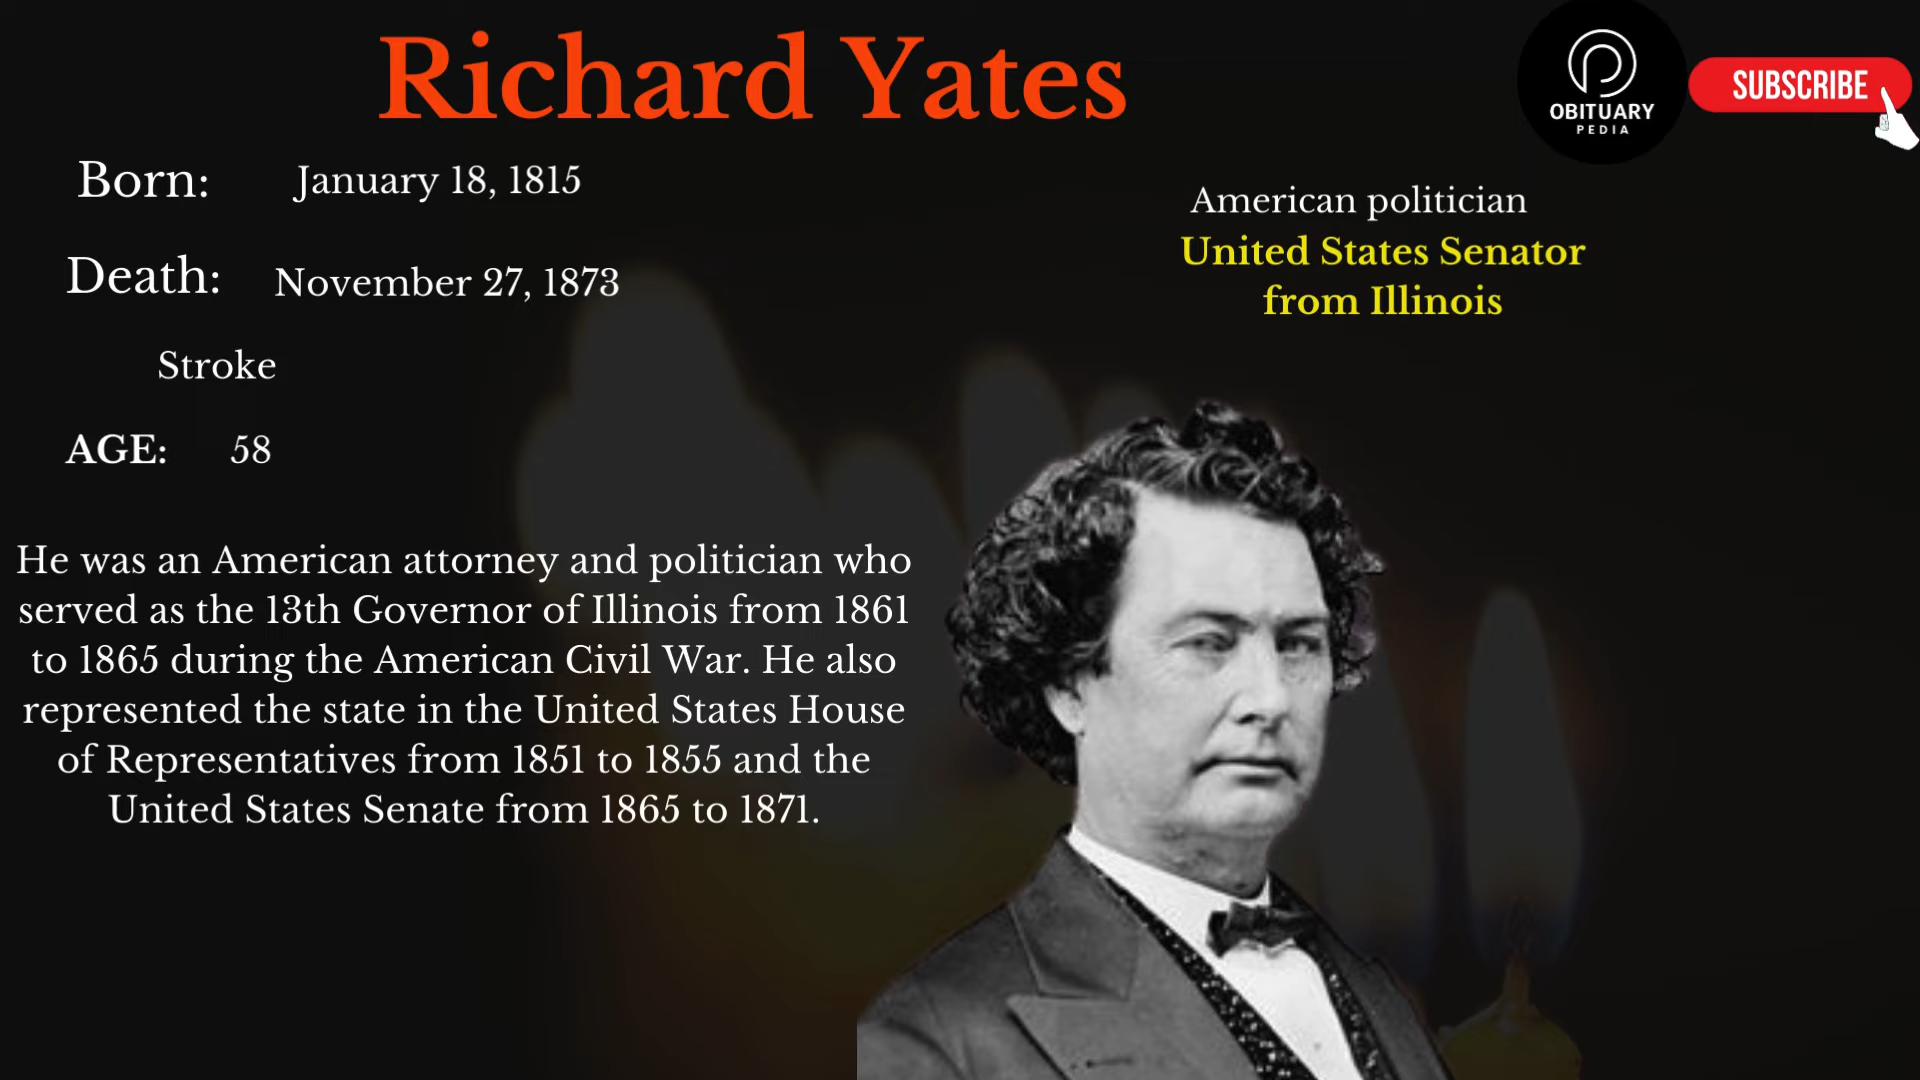 Richard Yates
OBITUARY
PEDIA
SUBSCRIBE
Born: January 18, 1815
Death: November 27, 1873
Stroke
AGE: 58
American politician
United States Senator
from Illinois
He was an American attorney and politician who
served as the 13th Governor of Illinois from 1861
to 1865 during the American Civil War. He also
represented the state in the United States House
of Representatives from 1851 to 1855 and the
United States Senate from 1865 to 1871.